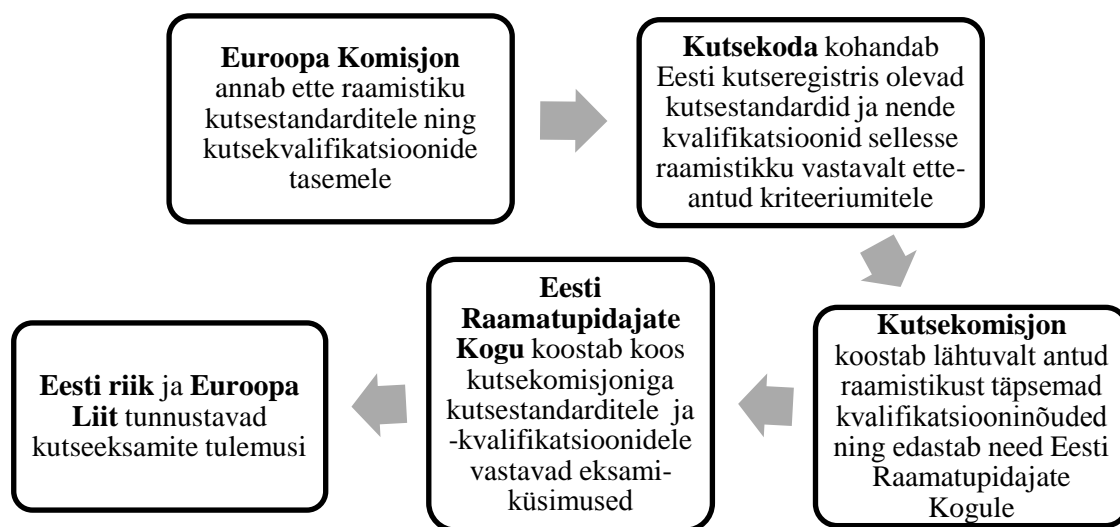 Euroopa Komisjon
annab ette raamistiku
kutsestandarditele ning
kutsekvalifikatsioonide
tasemele
Kutsekoda kohandab
Eesti kutseregistris olevad
kutsestandardid ja nende
kvalifikatsioonid sellesse
raamistikku vastavalt ette-
antud kriteeriumitele
Kutsekomisjon
koostab lähtuvalt antud
raamistikust täpsemad
kvalifikatsiooninõuded
ning edastab need Eesti
Raamatupidajate
Kogule
Eesti
Raamatupidajate
Kogu koostab koos
kutsekomisjoniga
kutsestandarditele ja
-kvalifikatsioonidele
vastavad eksami-
küsimused
Eesti riik ja Euroopa
Liit tunnustavad
kutseeksamite tulemusi